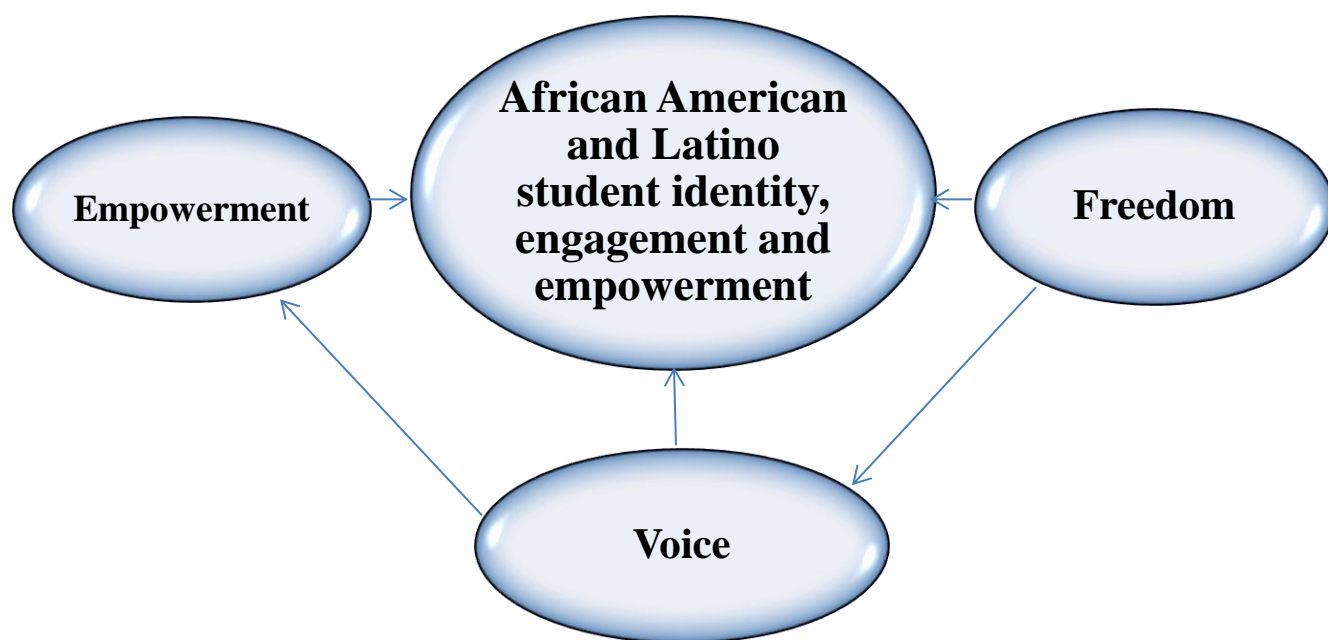 African American
and Latino
student identity,
engagement and
empowerment
Empowerment
Freedom
Voice